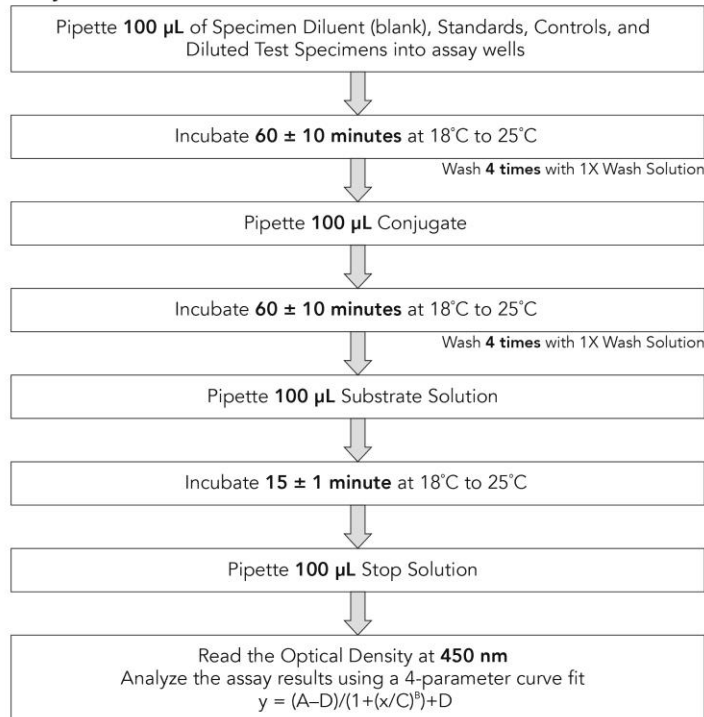 Pipette 100 µL of Specimen Diluent (blank), Standards, Controls, and
Diluted Test Specimens into assay wells
Incubate 60 ± 10 minutes at 18˚C to 25˚C
Wash 4 times with 1X Wash Solution
Pipette 100 µL Conjugate
Incubate 60 ± 10 minutes at 18˚C to 25˚C
Wash 4 times with 1X Wash Solution
Pipette 100 µL Substrate Solution
Incubate 15 ± 1 minute at 18˚C to 25˚C
Pipette 100 µL Stop Solution
Read the Optical Density at 450 nm
Analyze the assay results using a 4-parameter curve fit
y = (A–D)/(1+(x/C)ᴮ)+D